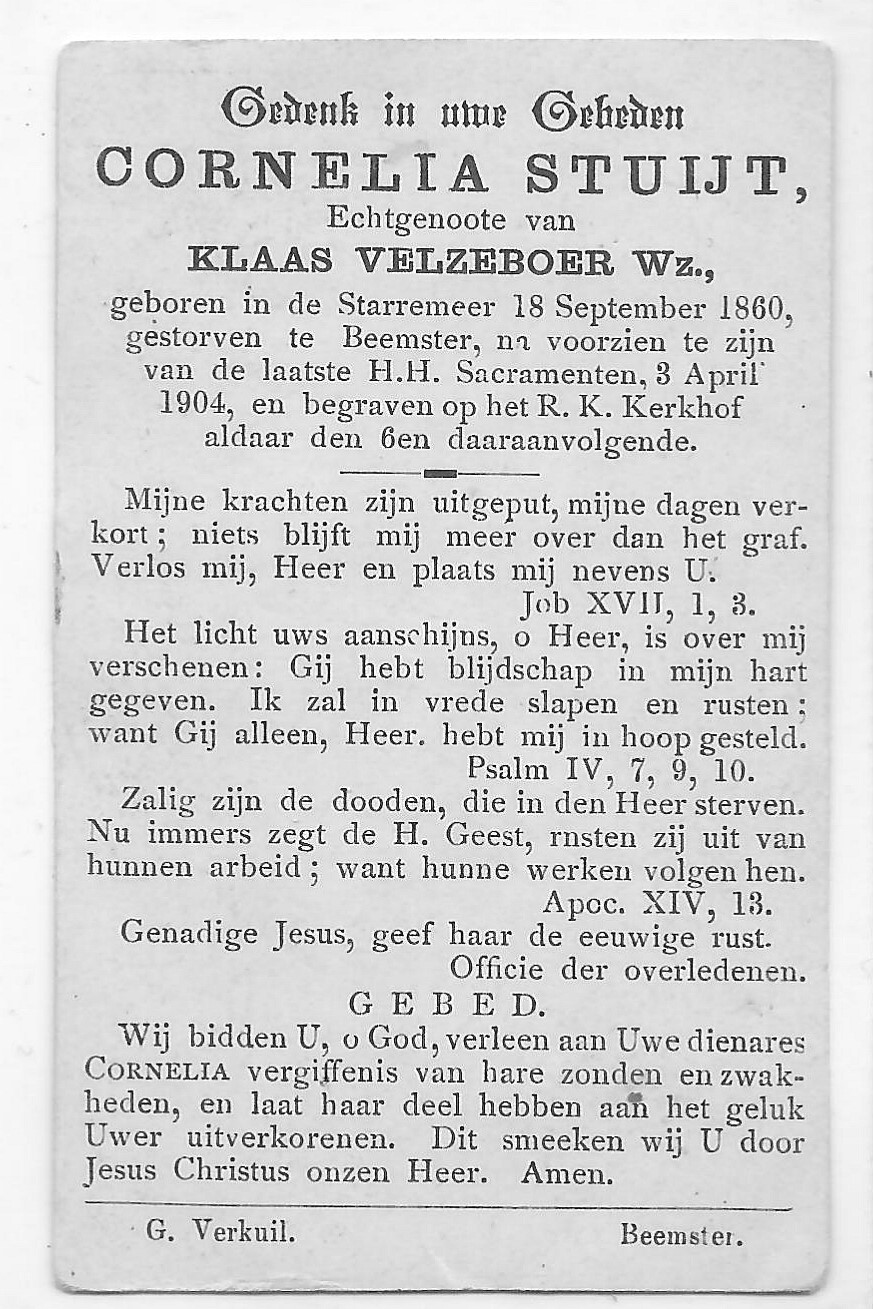 Gedenk in uwe Gebeden
CORNELIA STUIJT,
Echtgenoote van
KLAAS VELZEBOER Wz.,
geboren in de Starremeer 18 September 1860,
gestorven te Beemster, na voorzien te zijn
van de laatste H.H. Sacramenten, 3 April
1904, en begraven op het R. K. Kerkhof
aldaar den 6en daaraanvolgende.
Mijne krachten zijn uitgeput, mijne dagen ver-
kort; niets blijft mij meer over dan het graf.
Verlos mij, Heer en plaats mij nevens U.
Job XVII, 1, 3.
Het licht uws aanschijns, o Heer, is over mij
verschenen: Gij hebt blijdschap in mijn hart
gegeven. Ik zal in vrede slapen en rusten;
want Gij alleen, Heer. hebt mij in hoop gesteld.
Psalm IV, 7, 9, 10.
Zalig zijn de dooden, die in den Heer sterven.
Nu immers zegt de H. Geest, rnsten zij uit van
hunnen arbeid; want hunne werken volgen hen.
Apoc. XIV, 13.
Genadige Jesus, geef haar de eeuwige rust.
Officie der overledenen.
GEBED.
Wij bidden U, o God, verleen aan Uwe dienares
CORNELIA vergiffenis van hare zonden en zwak-
heden, en laat haar deel hebben aan het geluk
Uwer uitverkorenen. Dit smeeken wij U door
Jesus Christus onzen Heer. Amen.
G. Verkuil. Beemster.